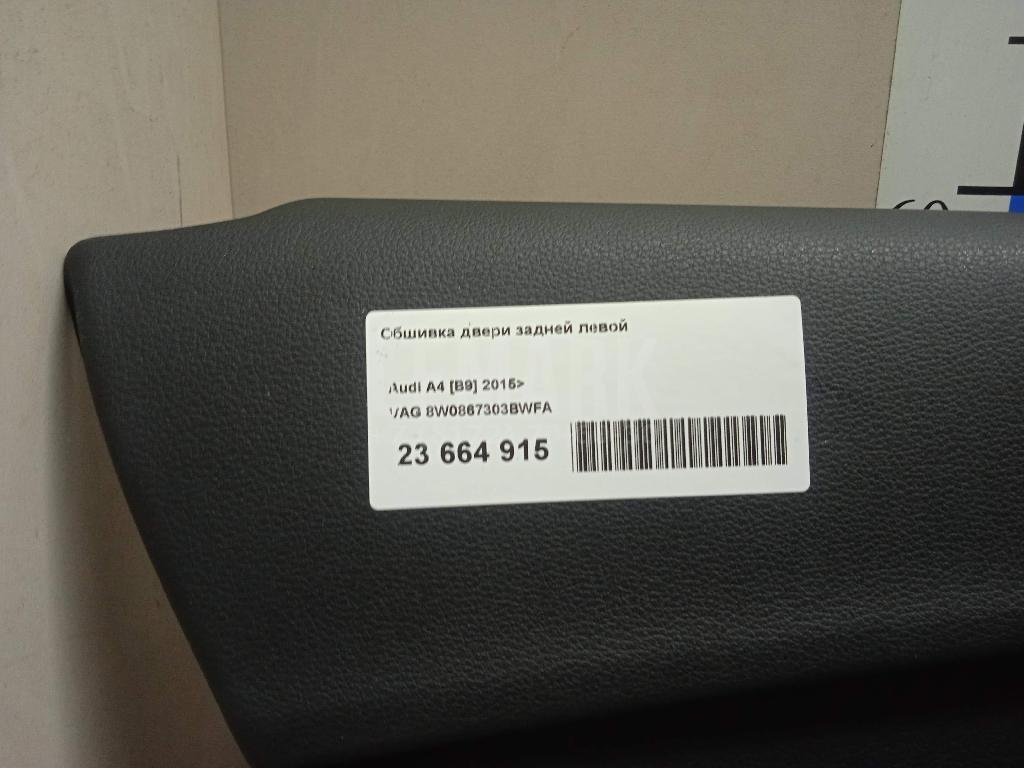 Обшивка двери задней левой
Audi A4 [B9] 2015>
VAG 8W0867303BWFA
23 664 915